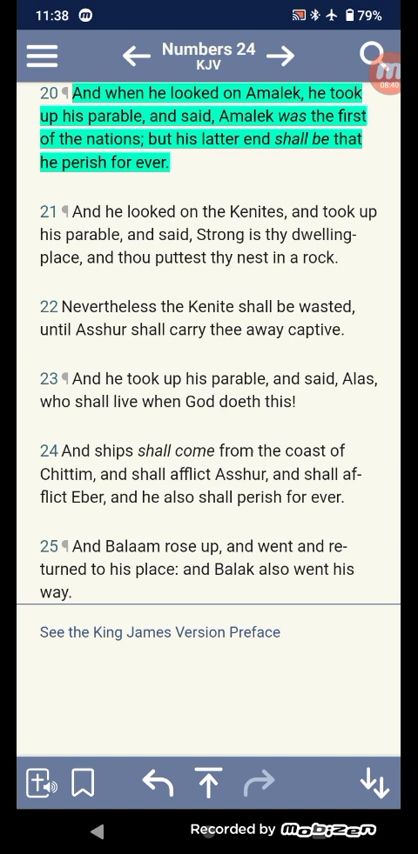 11:38 79%
Numbers 24
KJV
08:40
20 ¶ And when he looked on Amalek, he took
up his parable, and said, Amalek was the first
of the nations; but his latter end shall be that
he perish for ever.
21 ¶ And he looked on the Kenites, and took up
his parable, and said, Strong is thy dwelling-
place, and thou puttest thy nest in a rock.
22 Nevertheless the Kenite shall be wasted,
until Asshur shall carry thee away captive.
23 ¶ And he took up his parable, and said, Alas,
who shall live when God doeth this!
24 And ships shall come from the coast of
Chittim, and shall afflict Asshur, and shall af-
flict Eber, and he also shall perish for ever.
25 ¶ And Balaam rose up, and went and re-
turned to his place: and Balak also went his
way.
See the King James Version Preface
Recorded by mobizen